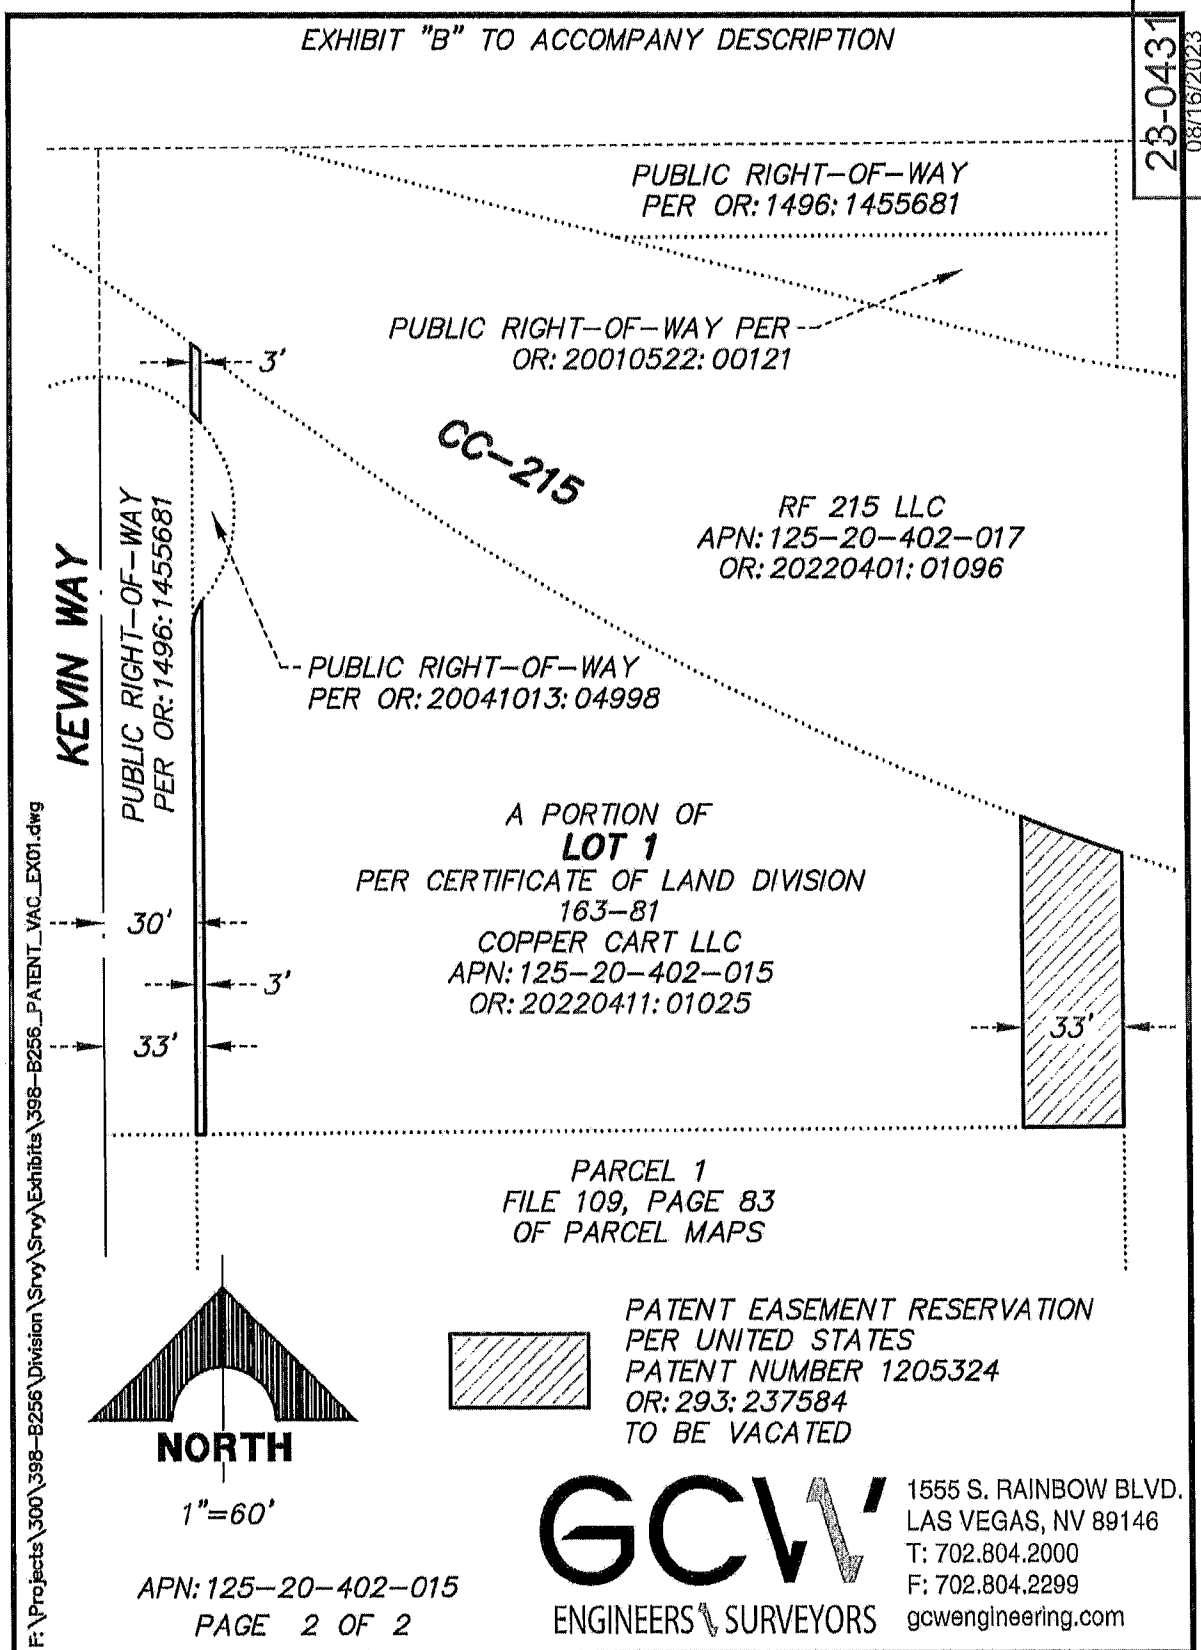 EXHIBIT "B" TO ACCOMPANY DESCRIPTION
23-0431
08/16/2023
PUBLIC RIGHT-OF-WAY
PER OR: 1496: 1455681
PUBLIC RIGHT-OF-WAY PER
OR: 20010522: 00121
3'
CC-215
RF 215 LLC
APN: 125-20-402-017
OR: 20220401: 01096
KEVIN WAY
PUBLIC RIGHT-OF-WAY
PER OR: 1496: 1455681
PUBLIC RIGHT-OF-WAY
PER OR: 20041013: 04998
A PORTION OF
LOT 1
PER CERTIFICATE OF LAND DIVISION
163-81
COPPER CART LLC
APN: 125-20-402-015
OR: 20220411: 01025
30'
3'
33'
33'
PARCEL 1
FILE 109, PAGE 83
OF PARCEL MAPS
NORTH
1"=60'
PATENT EASEMENT RESERVATION
PER UNITED STATES
PATENT NUMBER 1205324
OR: 293: 237584
TO BE VACATED
APN: 125-20-402-015
PAGE 2 OF 2
GCW
ENGINEERS SURVEYORS
1555 S. RAINBOW BLVD.
LAS VEGAS, NV 89146
T: 702.804.2000
F: 702.804.2299
gcwengineering.com
F:\Projects\300\398-B256\Division\Srvy\Exhibits\398-B256_PATENT_VAC_EX01.dwg